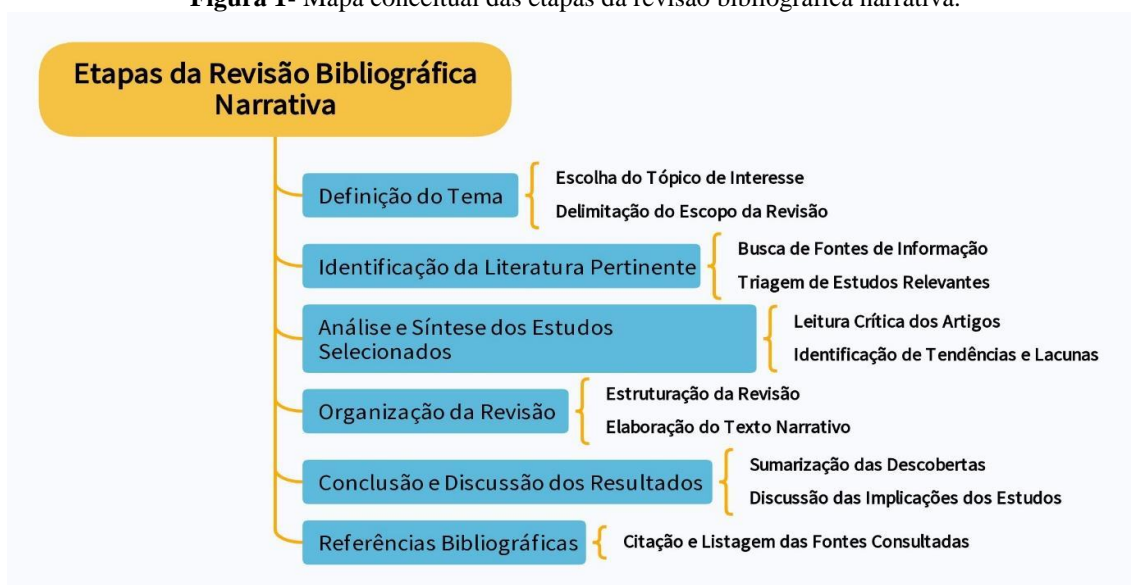 Figura 1- Mapa conceitual das etapas da revisão bibliográfica narrativa.
Etapas da Revisão Bibliográfica
Narrativa
Definição do Tema
Escolha do Tópico de Interesse
Delimitação do Escopo da Revisão
Identificação da Literatura Pertinente
Busca de Fontes de Informação
Triagem de Estudos Relevantes
Análise e Síntese dos Estudos
Selecionados
Leitura Crítica dos Artigos
Identificação de Tendências e Lacunas
Organização da Revisão
Estruturação da Revisão
Elaboração do Texto Narrativo
Conclusão e Discussão dos Resultados
Sumarização das Descobertas
Discussão das Implicações dos Estudos
Referências Bibliográficas
Citação e Listagem das Fontes Consultadas